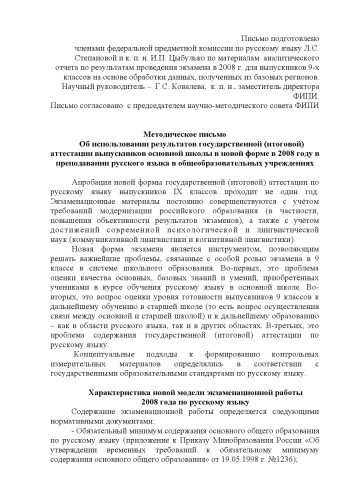 Письмо подготовлено
членами федеральной предметной комиссии по русскому языку Л.С.
Степановой и к. п. н. И.П. Цыбулько по материалам  аналитического
отчета по результатам проведения экзамена в 2008 г. для выпускников 9-х
классов на основе обработки данных, полученных из базовых регионов.
Научный руководитель –  Г.С. Ковалева,  к. п. н., заместитель директора
ФИПИ.
Письмо согласовано  с председателем научно-методического совета ФИПИ
Методическое письмо
Об использовании результатов государственной (итоговой)
аттестации выпускников основной школы в новой форме в 2008 году в
преподавании русского языка в общеобразовательных учреждениях
Апробация новой формы государственной (итоговой) аттестации по
русскому языку выпускников IX классов проходит не один год.
Экзаменационные материалы постоянно совершенствуются с учётом
требований модернизации российского образования (в частности,
повышения объективности результатов экзаменов), а также с учётом
достижений современной психологической и лингвистической
наук (коммуникативной лингвистики и когнитивной лингвистики).
Новая форма экзамена является инструментом, позволяющим
решать важнейшие проблемы, связанные с особой ролью экзамена в 9
классе в системе школьного образования. Во-первых, это проблема
оценки качества основных, базовых знаний и умений, приобретённых
учениками в курсе обучения русскому языку в основной школе. Во-
вторых, это вопрос оценки уровня готовности выпускников 9 классов к
дальнейшему обучению в старшей школе (то есть вопрос осуществления
связи между основной и старшей школой) и к дальнейшему образованию
– как в области русского языка, так и в других областях. В-третьих, это
проблема содержания государственной (итоговой) аттестации по
русскому языку.
Концептуальные подходы к формированию контрольных
измерительных материалов определялись в соответствии с
государственными образовательными стандартами по русскому языку.
Характеристика новой модели экзаменационной работы
2008 года по русскому языку
Содержание экзаменационной работы определяется следующими
нормативными документами:
- Обязательный минимум содержания основного общего образования
по русскому языку (приложение к Приказу Минобразования России «Об
утверждении временных требований к обязательному минимуму
содержания основного общего образования» от 19.05.1998 г. №1236);